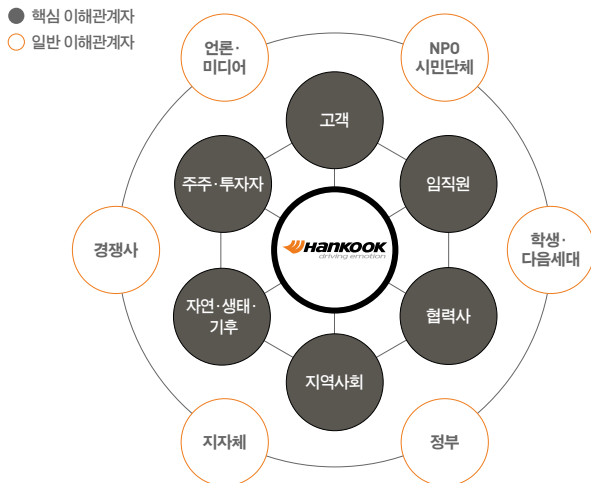 핵심 이해관계자
일반 이해관계자
언론·
미디어
NPO
시민단체
고객
주주·투자자
임직원
HANKOOK
driving emotion
경쟁사
학생·
다음세대
자연·생태·
기후
협력사
지역사회
지자체
정부